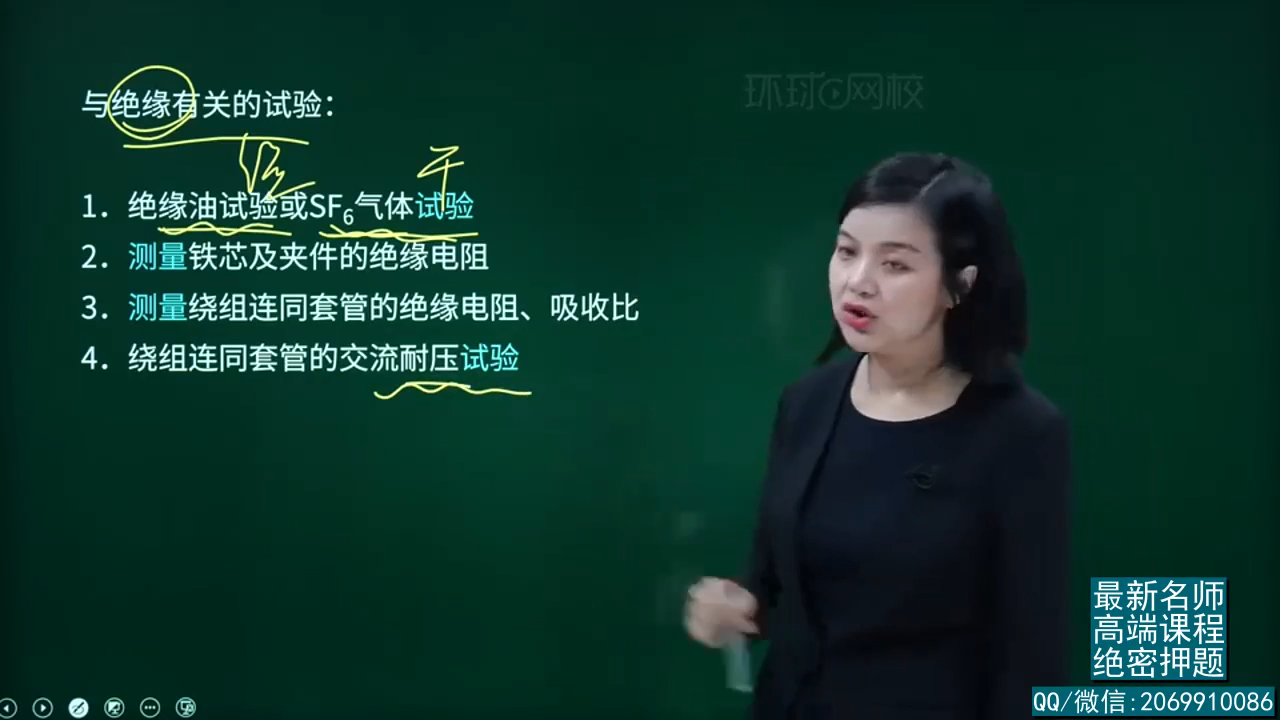 环球网校
与绝缘有关的试验：
湿
干
1. 绝缘油试验或SF₆气体试验
2. 测量铁芯及夹件的绝缘电阻
3. 测量绕组连同套管的绝缘电阻、吸收比
4. 绕组连同套管的交流耐压试验
最新名师
高端课程
绝密押题
QQ/微信:2069910086